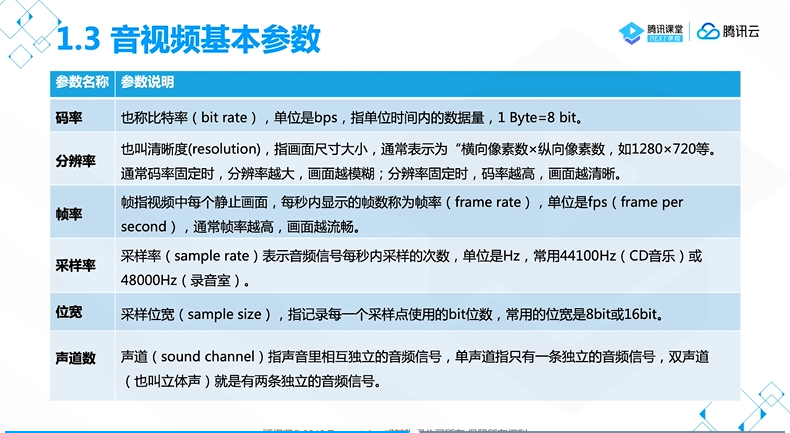 1.3 音视频基本参数
腾讯课堂
NEXT学院
腾讯云
参数名称 参数说明
码率 也称比特率（bit rate），单位是bps，指单位时间内的数据量，1 Byte=8 bit。
也叫清晰度(resolution)，指画面尺寸大小，通常表示为“横向像素数×纵向像素数，如1280×720等。
分辨率
通常码率固定时，分辨率越大，画面越模糊；分辨率固定时，码率越高，画面越清晰。
帧指视频中每个静止画面，每秒内显示的帧数称为帧率（frame rate），单位是fps（frame per
帧率
second），通常帧率越高，画面越流畅。
采样率（sample rate）表示音频信号每秒内采样的次数，单位是Hz，常用44100Hz（CD音乐）或
采样率
48000Hz（录音室）。
位宽 采样位宽（sample size），指记录每一个采样点使用的bit位数，常用的位宽是8bit或16bit。
声道（sound channel）指声音里相互独立的音频信号，单声道指只有一条独立的音频信号，双声道
声道数
（也叫立体声）就是有两条独立的音频信号。